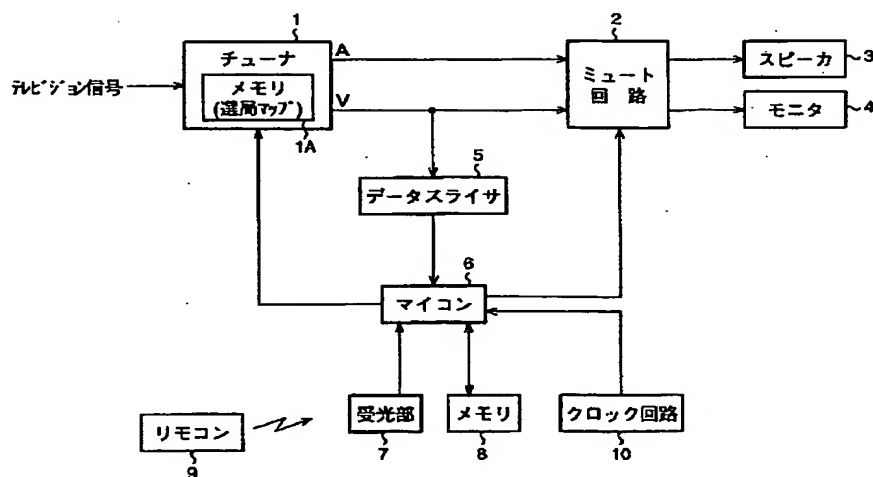 1
チューナ
メモリ
(選局マップ)
1A
テレビジョン信号
A
V
2
ミュート
回路
スピーカ
3
モニタ
4
5
データスライサ
6
マイコン
受光部
7
メモリ
8
クロック回路
10
リモコン
9